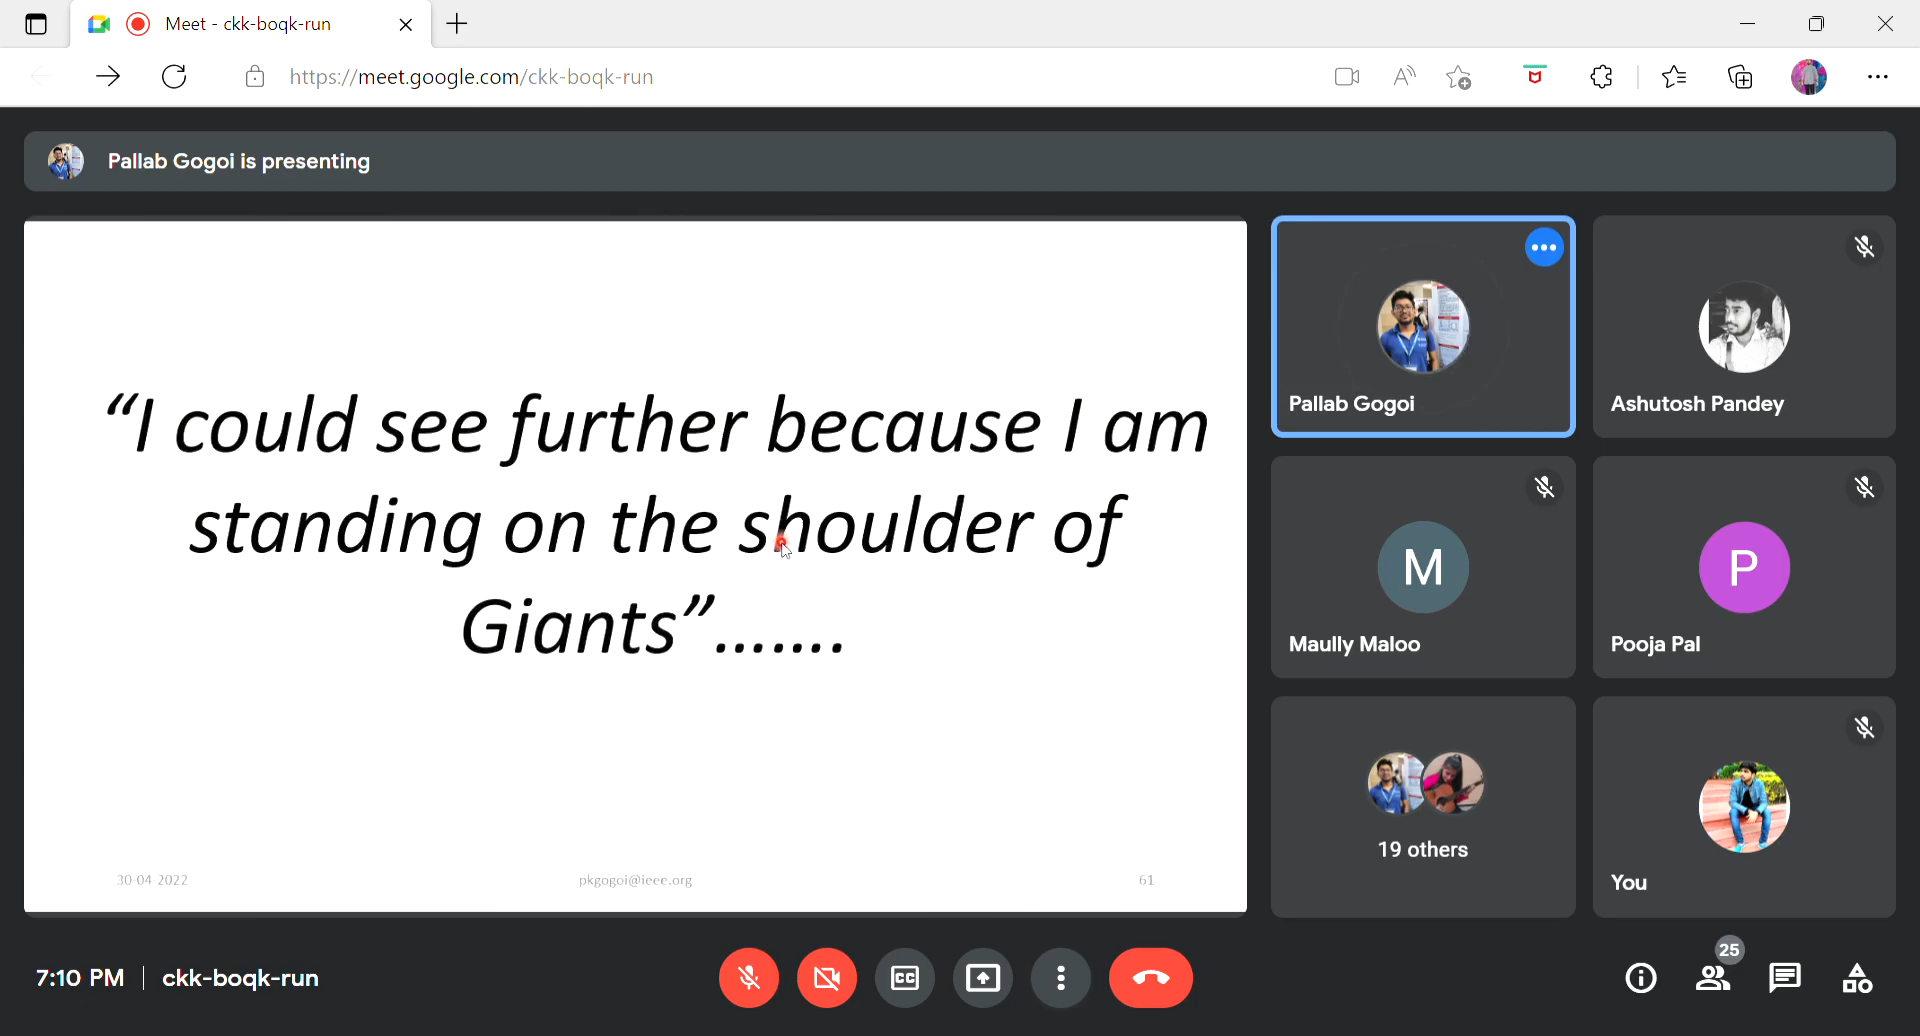 Meet - ckk-boqk-run
https://meet.google.com/ckk-boqk-run
Pallab Gogoi is presenting
“I could see further because I am
standing on the shoulder of
Giants”.......
30-04-2022
pkgogoi@ieee.org
61
Pallab Gogoi
Ashutosh Pandey
M
Maully Maloo
P
Pooja Pal
19 others
You
7:10 PM
ckk-boqk-run
CC
25